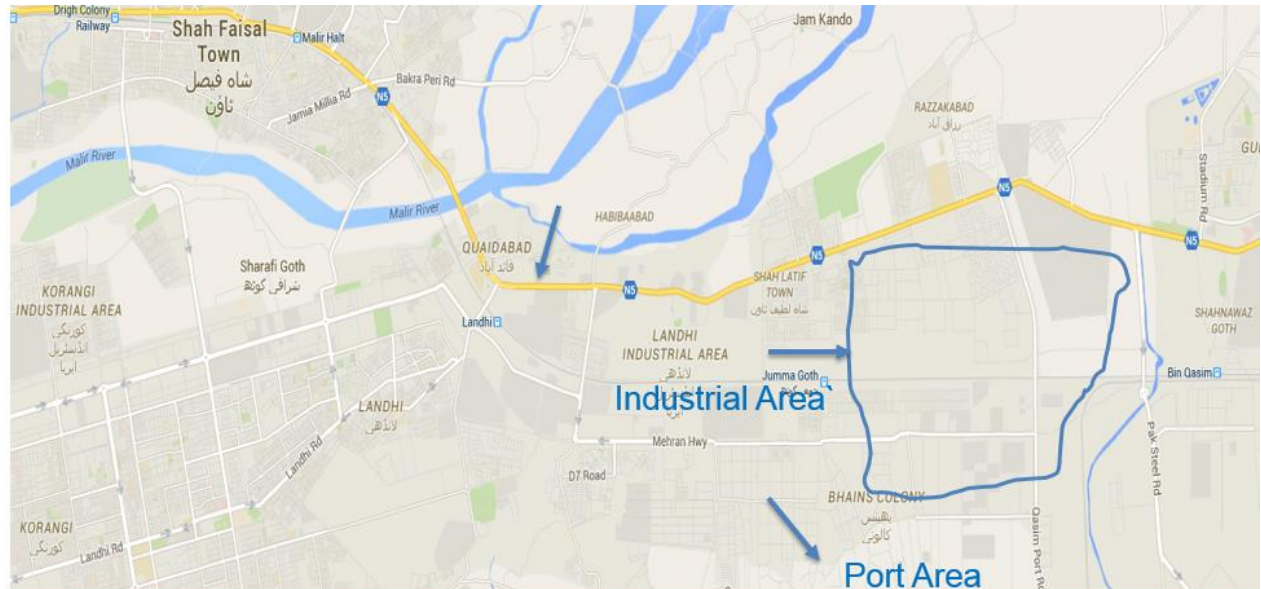 Drigh Colony
Railway
Shah Faisal
Town
شاہ فیصل
ٹاؤن
Malir Halt
Jam Kando
N5
Bakra Peri Rd
Jamia Millia Rd
RAZZAKABAD
رزاق آباد
GU
Stadium Rd
Malir River
Malir River
N5
HABIBAABAD
QUAIDABAD
قائد آباد
N5
Sharafi Goth
شرافی گوٹھ
N5
SHAH LATIF
TOWN
شاہ لطیف ٹاؤن
N5
KORANGI
INDUSTRIAL AREA
کورنگی
انڈسٹریل
ایریا
SHAHNAWAZ
GOTH
Landhi
LANDHI
INDUSTRIAL AREA
لانڈھی
Jumma Goth
Bin Qasim
Industrial Area`
LANDHI
لانڈھی
Mehran Hwy
Landhi Rd
D7 Road
Pak Steel Rd
BHAINS COLONY
بھینس
کالونی
KORANGI
کورنگی
Landhi Rd
Qasim Port Rd
Port Area